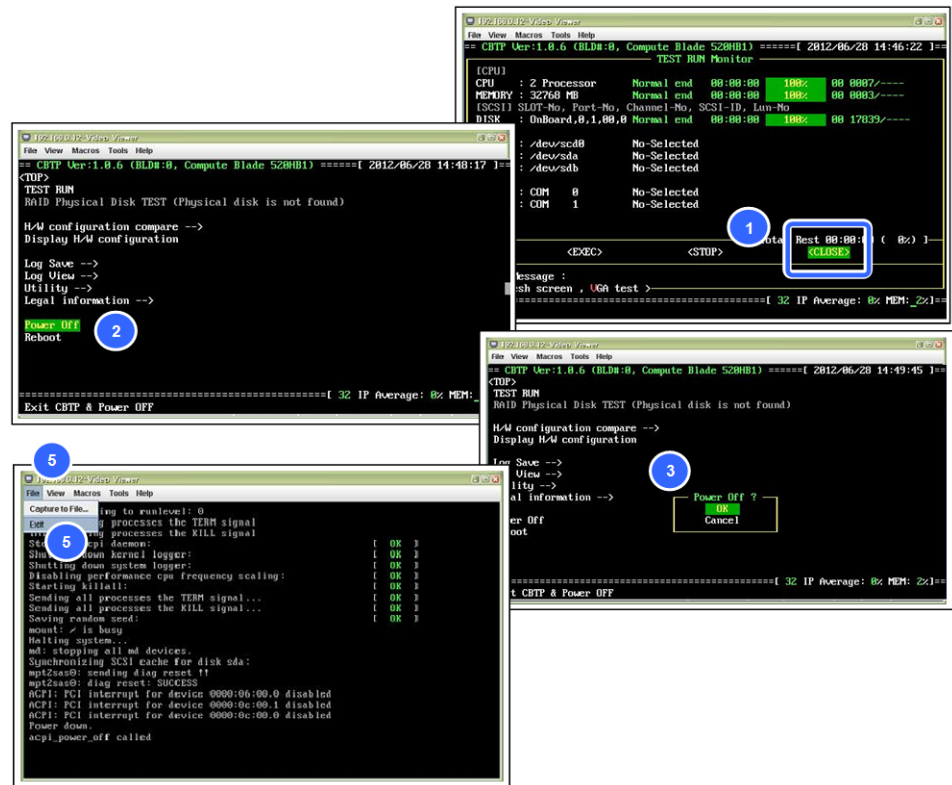 192.168.0.12-Video Viewer
File View Macros Tools Help
== CBTP Ver:1.0.6 (BLD#:0, Compute Blade 520HB1) ======[ 2012/06/28 14:46:22 ]==
TEST RUN Monitor
[CPU]
CPU : 2 Processor Normal end 00:00:00 100% 00 0007/----
MEMORY : 32768 MB Normal end 00:00:00 100% 00 0003/----
[SCSI] SLOT-No, Port-No, Channel-No, SCSI-ID, Lun-No
DISK : OnBoard,0,1,00,0 Normal end 00:00:00 100% 00 17839/----
: /dev/scd0 No-Selected
: /dev/sda No-Selected
: /dev/sdb No-Selected
: COM 0 No-Selected
: COM 1 No-Selected
1
Rest 00:00:00 ( 0%) ]
<EXEC> <STOP> <CLOSE>
Message :
esh screen , VGA test >
[ 32 IP Average: 0% MEM:_2%]==
192.168.0.12-Video Viewer
File View Macros Tools Help
== CBTP Ver:1.0.6 (BLD#:0, Compute Blade 520HB1) ======[ 2012/06/28 14:48:17 ]==
<TOP>
TEST RUN
RAID Physical Disk TEST (Physical disk is not found)
H/W configuration compare -->
Display H/W configuration
Log Save -->
Log View -->
Utility -->
Legal information -->
Power Off
2
Reboot
[ 32 IP Average: 0% MEM:_
Exit CBTP & Power OFF
192.168.0.12-Video Viewer
File View Macros Tools Help
== CBTP Ver:1.0.6 (BLD#:0, Compute Blade 520HB1) ======[ 2012/06/28 14:49:45 ]==
<TOP>
TEST RUN
RAID Physical Disk TEST (Physical disk is not found)
H/W configuration compare -->
Display H/W configuration
Log Save -->
View -->
lity -->
al information -->
3
Power Off ?
OK
Cancel
er Off
oot
[ 32 IP Average: 0% MEM: 2%]==
t CBTP & Power OFF
5
192.168.0.12-Video Viewer
File View Macros Tools Help
Capture to File...
Exit
5
ing to runlevel: 0
processes the TERM signal
processes the KILL signal
cpi daemon: [ OK ]
Shu down kernel logger: [ OK ]
Shutting down system logger: [ OK ]
Disabling performance cpu frequency scaling: [ OK ]
Starting killall: [ OK ]
Sending all processes the TERM signal... [ OK ]
Sending all processes the KILL signal... [ OK ]
Saving random seed: [ OK ]
mount: / is busy
Halting system...
md: stopping all md devices.
Synchronizing SCSI cache for disk sda:
mpt2sas0: sending diag reset !!
mpt2sas0: diag reset: SUCCESS
ACPI: PCI interrupt for device 0000:06:00.0 disabled
ACPI: PCI interrupt for device 0000:0c:00.1 disabled
ACPI: PCI interrupt for device 0000:0c:00.0 disabled
Power down.
acpi_power_off called